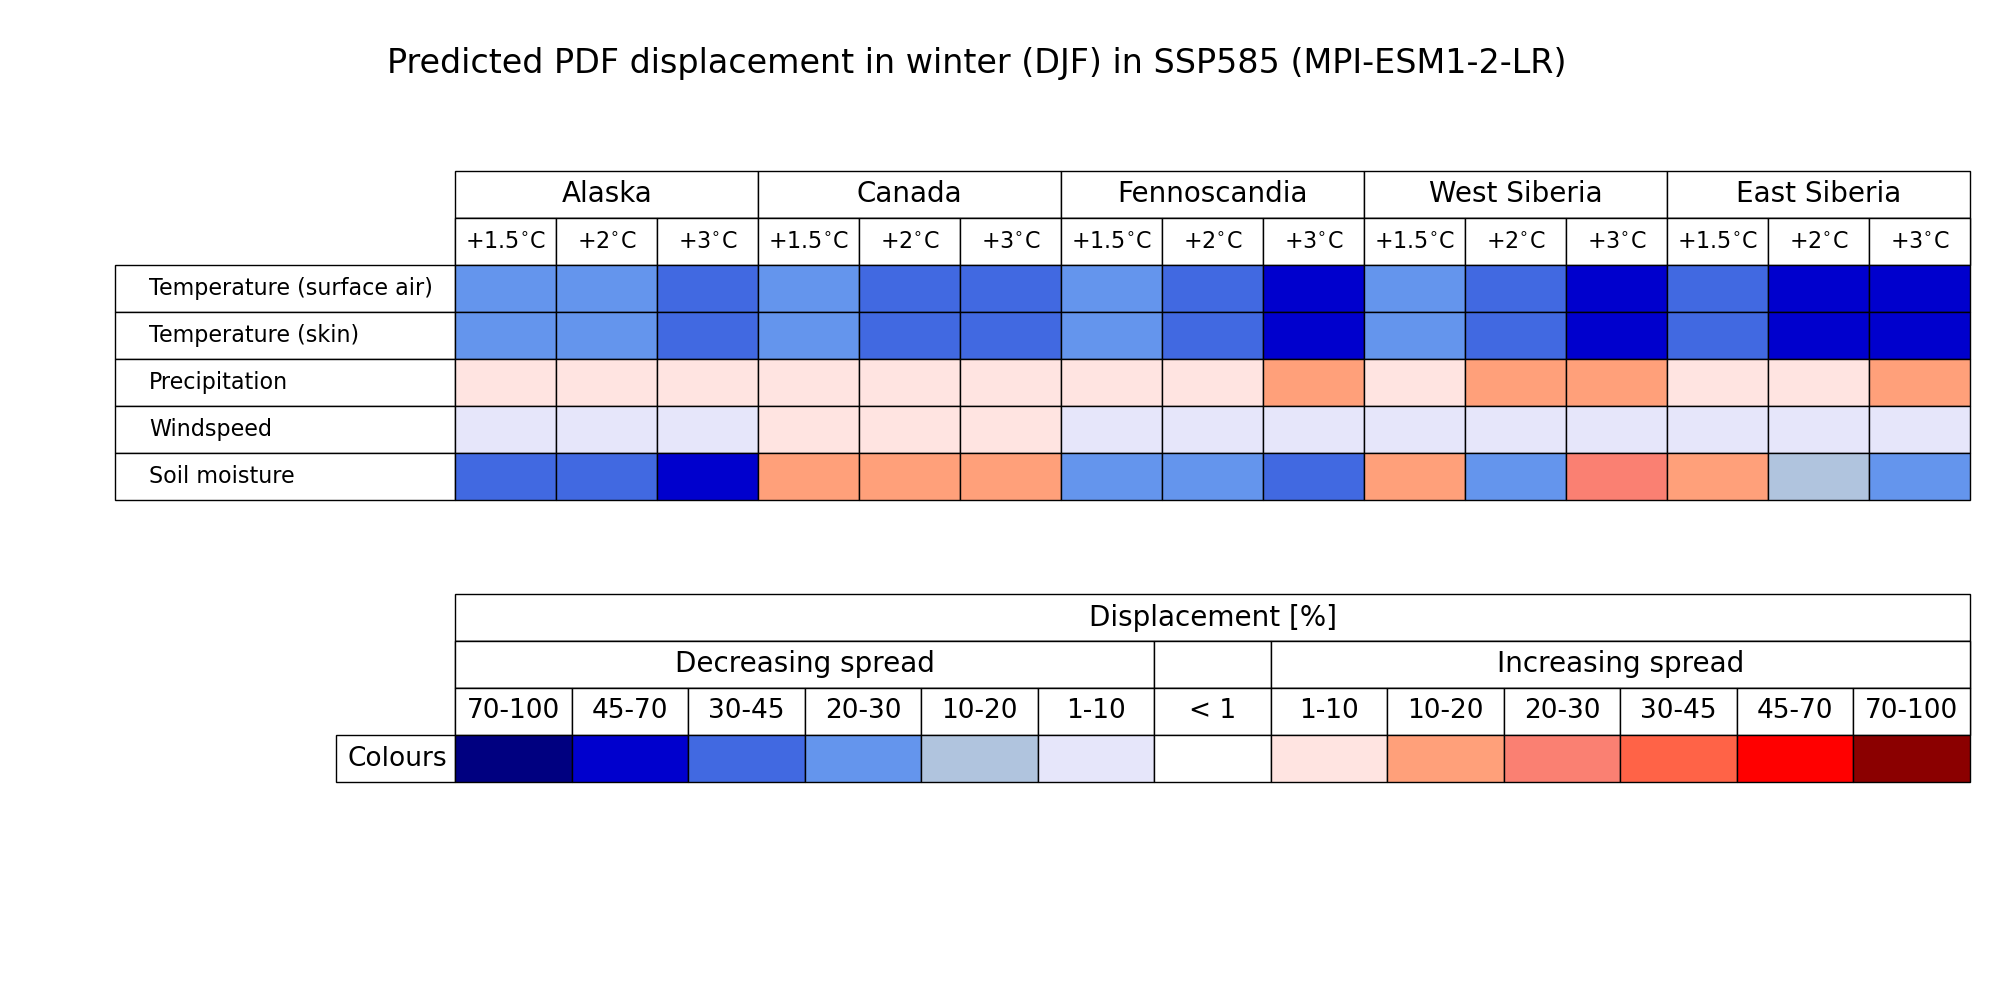 Predicted PDF displacement in winter (DJF) in SSP585 (MPI-ESM1-2-LR)
Alaska Canada Fennoscandia West Siberia East Siberia
+1.5°C +2°C +3°C +1.5°C +2°C +3°C +1.5°C +2°C +3°C +1.5°C +2°C +3°C +1.5°C +2°C +3°C
Temperature (surface air)
Temperature (skin)
Precipitation
Windspeed
Soil moisture
Displacement [%]
Decreasing spread Increasing spread
70-100 45-70 30-45 20-30 10-20 1-10 < 1 1-10 10-20 20-30 30-45 45-70 70-100
Colours